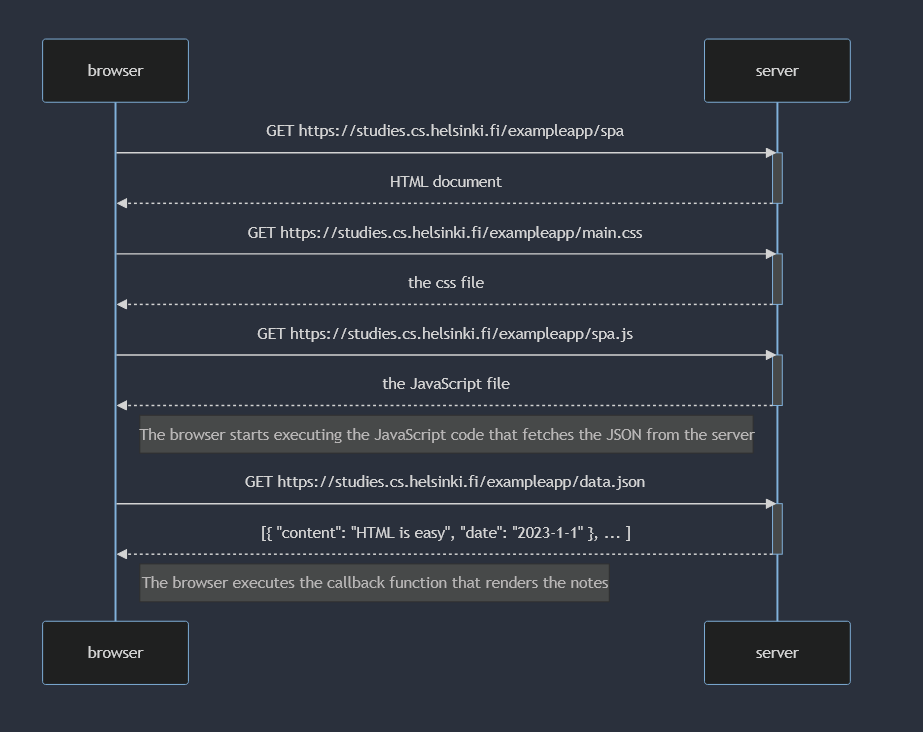 browser
server
GET https://studies.cs.helsinki.fi/exampleapp/spa
HTML document
GET https://studies.cs.helsinki.fi/exampleapp/main.css
the css file
GET https://studies.cs.helsinki.fi/exampleapp/spa.js
the JavaScript file
The browser starts executing the JavaScript code that fetches the JSON from the server
GET https://studies.cs.helsinki.fi/exampleapp/data.json
[{ "content": "HTML is easy", "date": "2023-1-1" }, ... ]
The browser executes the callback function that renders the notes
browser
server